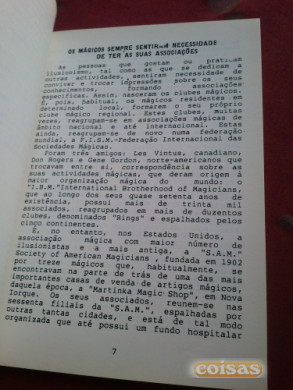 OS MÁGICOS SEMPRE SENTIRAM NECESSIDADE
DE TER AS SUAS ASSOCIAÇÕES
As pessoas que gostam ou praticam
ilusionismo, tal como as que se dedicam a
outras actividades, sentiram necessidade de
conviver e trocar impressões sobre os seus
conhecimentos, formando associações
específicas. Assim, nasceram os clubes mágicos.
É, pois, habitual, os mágicos residentes em
determinado local, formarem o seu próprio
clube mágico regional. Estes clubes, muitas
vezes, reagrupam-se em associações mágicas de
âmbito nacional e até internacional. E,
ainda, reagrupam-se de novo numa federação
mundial, a F.I.S.M.-Federação Internacional das
Sociedades Mágicas.
Foram três amigos: Les Vintus, canadiano,
Don Rogers e Gene Gordon, norte-americanos que
trocavam entre si, correspondência sobre as
suas actividades mágicas, que deram origem à
maior organização mágica do mundo: o
"I.B.M."International Brotherhood of Magicians,
que ao longo dos seus quase setenta anos de
existência, possui mais de trinta mil
associados, reagrupados em mais de duzentos
clubes, denominados "Rings" e espalhados pelos
cinco continentes.
É, no entanto, nos Estados Unidos, a
associação mágica com maior número de
ilusionistas e a mais antiga, a "S.A.M."
Society of American Magicians, fundada em 1902
por treze mágicos que, habitualmente, se
encontravam na parte de trás de uma das mais
importantes casas de venda de artigos mágicos,
daquela época, a "Martinka Magic Shop", em Nova
Iorque. Os seus associados, reunem-se nas
sessenta filiais da "S.A.M.", espalhadas por
outras tantas cidades, e está de tal modo
organizada que até possui um fundo hospitalar
7
coisas